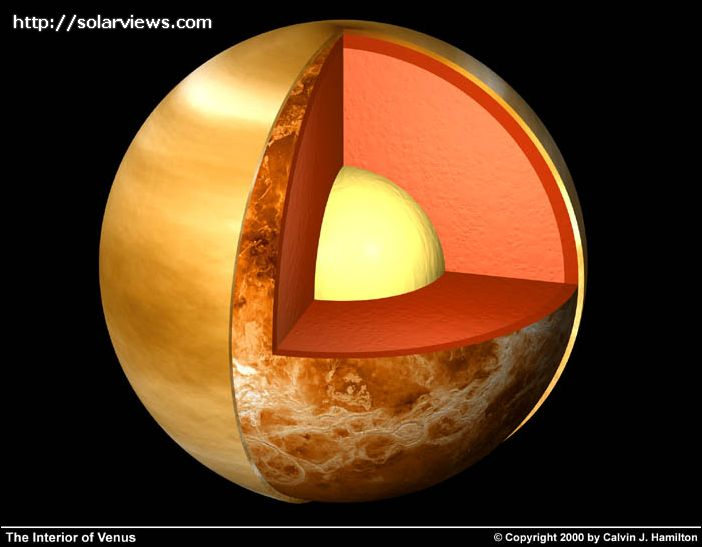 http://solarviews.com
The Interior of Venus
© Copyright 2000 by Calvin J. Hamilton